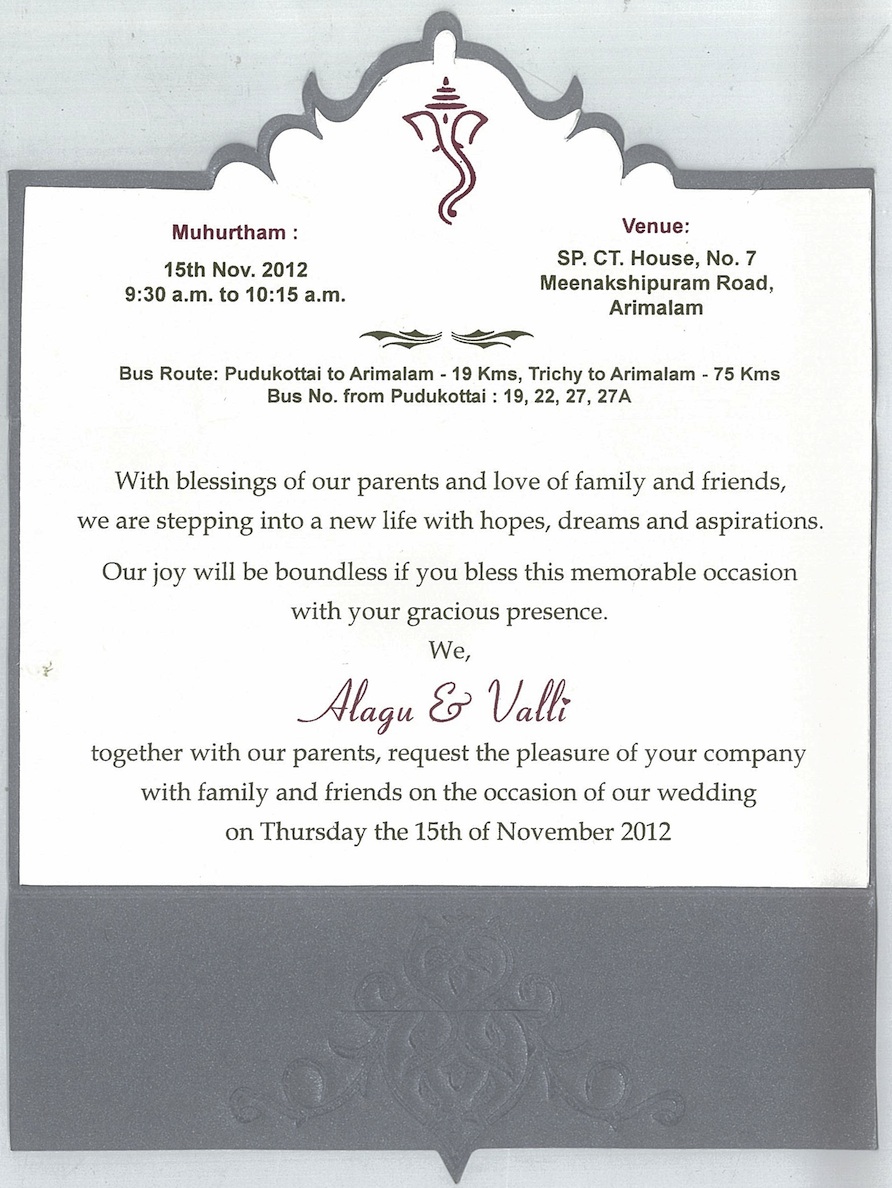 Muhurtham :
15th Nov. 2012
9:30 a.m. to 10:15 a.m.
Venue:
SP. CT. House, No. 7
Meenakshipuram Road,
Arimalam
Bus Route: Pudukottai to Arimalam - 19 Kms, Trichy to Arimalam - 75 Kms
Bus No. from Pudukottai : 19, 22, 27, 27A
With blessings of our parents and love of family and friends,
we are stepping into a new life with hopes, dreams and aspirations.
Our joy will be boundless if you bless this memorable occasion
with your gracious presence.
We,
Alagu & Valli
together with our parents, request the pleasure of your company
with family and friends on the occasion of our wedding
on Thursday the 15th of November 2012